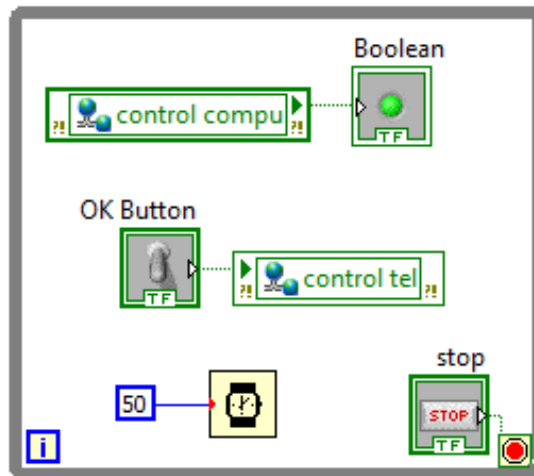 Boolean
?! control compu ?!
TF
OK Button
TF
?! control tel ?!
50
stop
STOP
TF
i